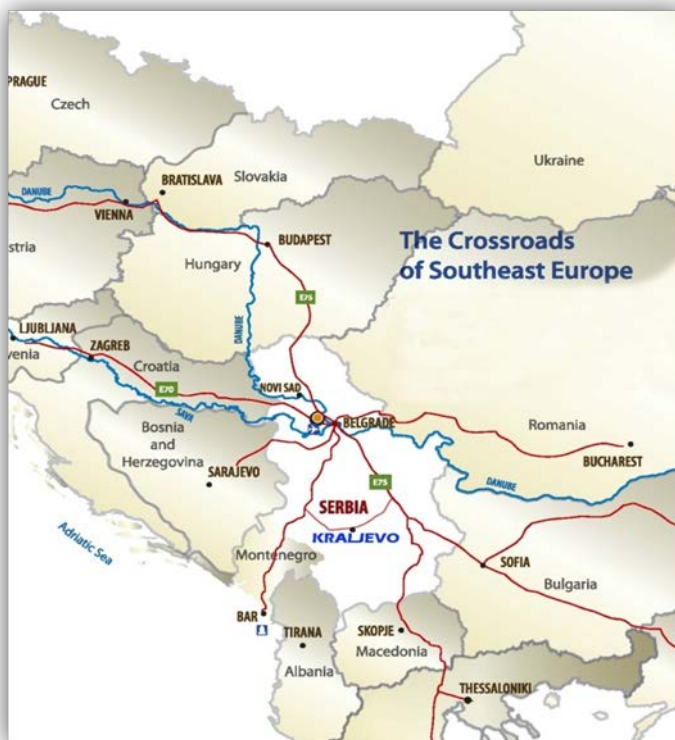 PRAGUE
Czech
BRATISLAVA
Slovakia
Ukraine
DANUBE
VIENNA
BUDAPEST
The Crossroads
of Southeast Europe
stria
Hungary
E75
LJUBLJANA
DANUBE
venia
ZAGREB
Croatia
E70
NOVI SAD
SAVA
BELGRADE
Bosnia
and
Herzegovina
Romania
BUCHAREST
SARAJEVO
E75
DANUBE
SERBIA
KRALJEVO
Adriatic Sea
Montenegro
SOFIA
Bulgaria
BAR
TIRANA
SKOPJE
Macedonia
Albania
THESSALONIKI